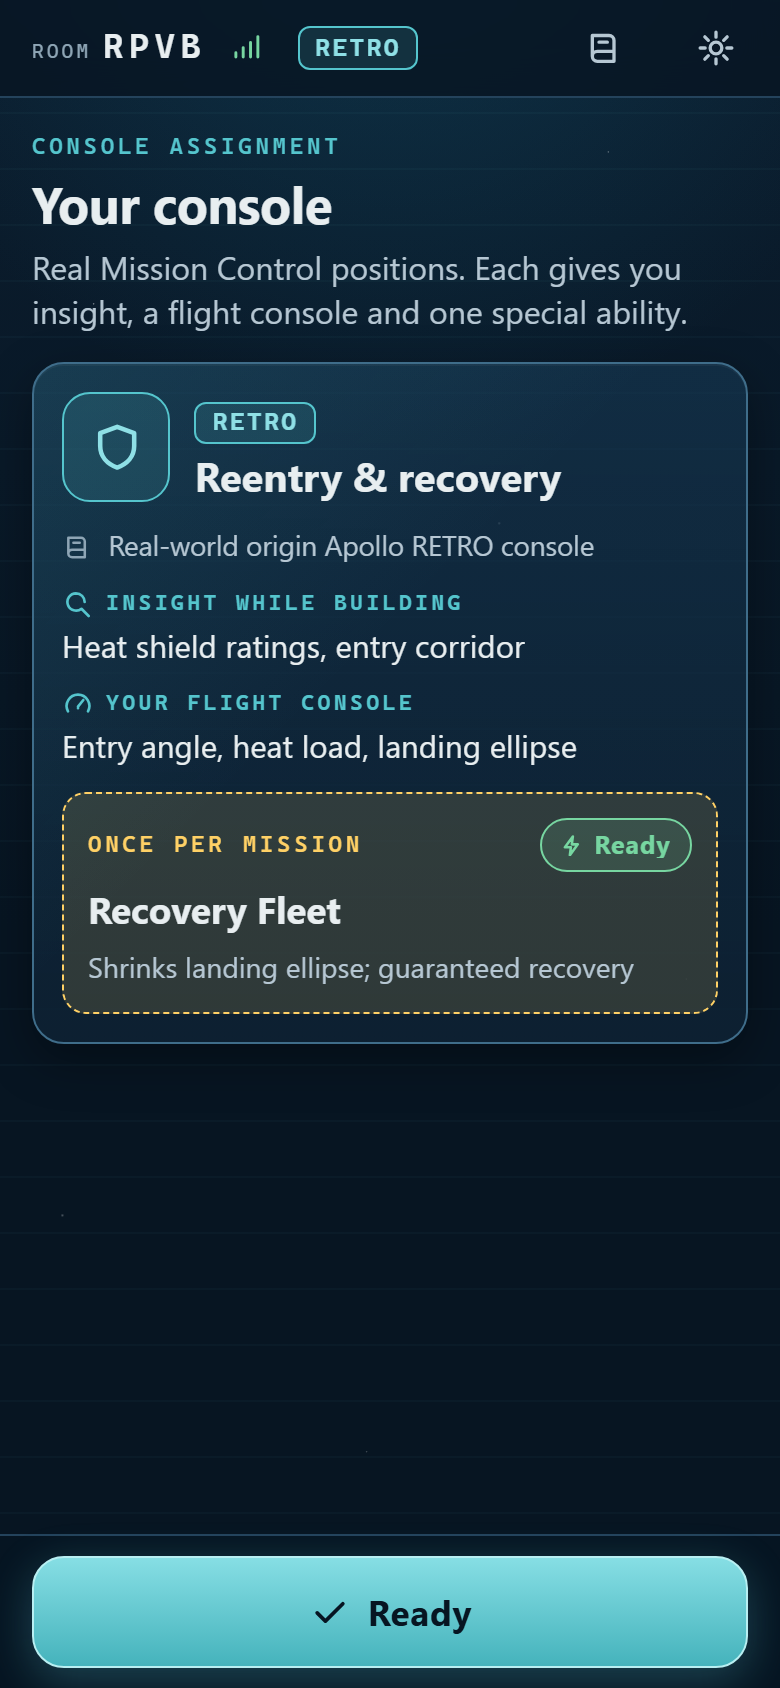 ROOM RPVB RETRO
CONSOLE ASSIGNMENT
Your console
Real Mission Control positions. Each gives you
insight, a flight console and one special ability.
RETRO
Reentry & recovery
Real-world origin Apollo RETRO console
INSIGHT WHILE BUILDING
Heat shield ratings, entry corridor
YOUR FLIGHT CONSOLE
Entry angle, heat load, landing ellipse
ONCE PER MISSION Ready
Recovery Fleet
Shrinks landing ellipse; guaranteed recovery
Ready